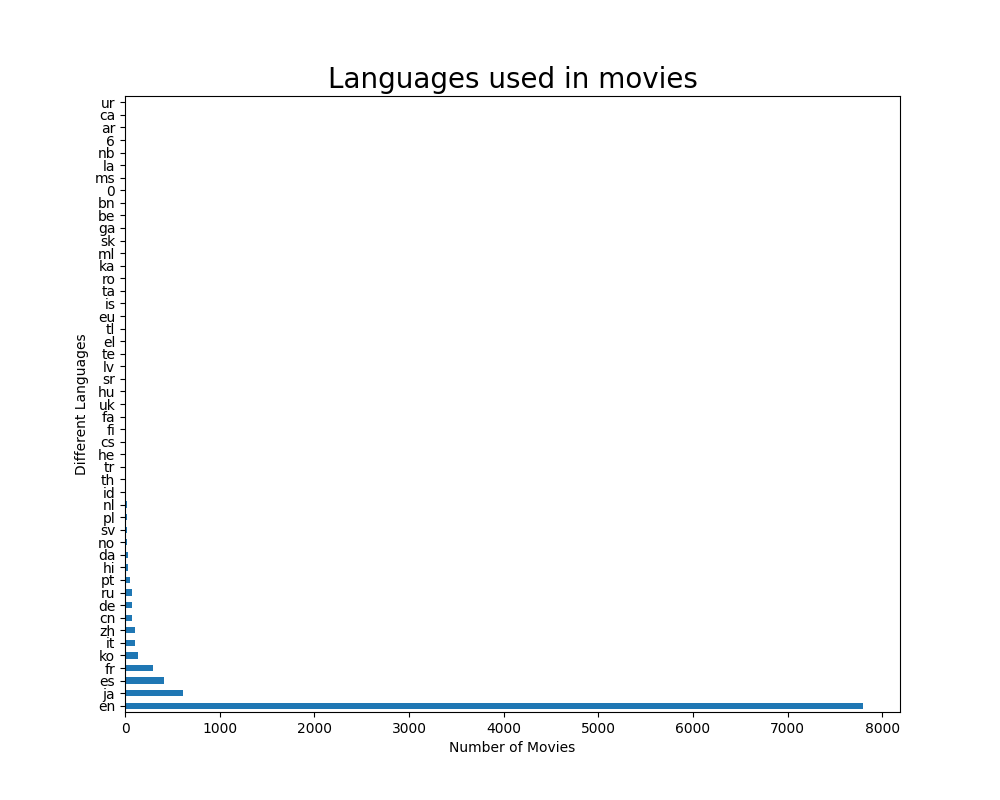 Languages used in movies
ur
ca
ar
6
nb
la
ms
0
bn
be
ga
sk
ml
ka
ro
ta
is
eu
tl
el
te
lv
sr
hu
uk
fa
fi
cs
he
tr
th
id
nl
pl
sv
no
da
hi
pt
ru
de
cn
zh
it
ko
fr
es
ja
en
Different Languages
0 1000 2000 3000 4000 5000 6000 7000 8000
Number of Movies